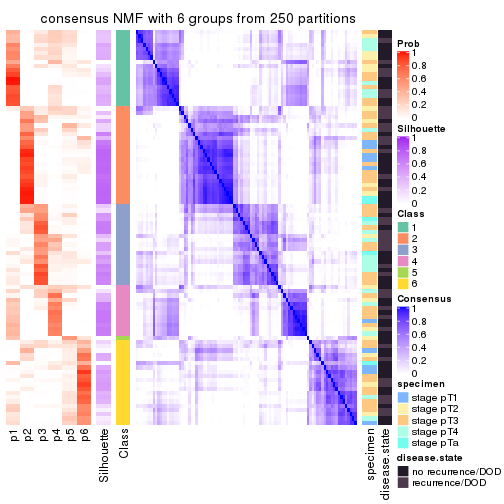 consensus NMF with 6 groups from 250 partitions
Prob
1
0.8
0.6
0.4
0.2
0
Silhouette
1
0.8
0.6
0.4
0.2
0
Class
1
2
3
4
5
6
Consensus
1
0.8
0.6
0.4
0.2
0
specimen
stage pT1
stage pT2
stage pT3
stage pT4
stage pTa
disease.state
no recurrence/DOD
recurrence/DOD
p1
p2
p3
p4
p5
p6
Silhouette
Class
specimen
disease.state